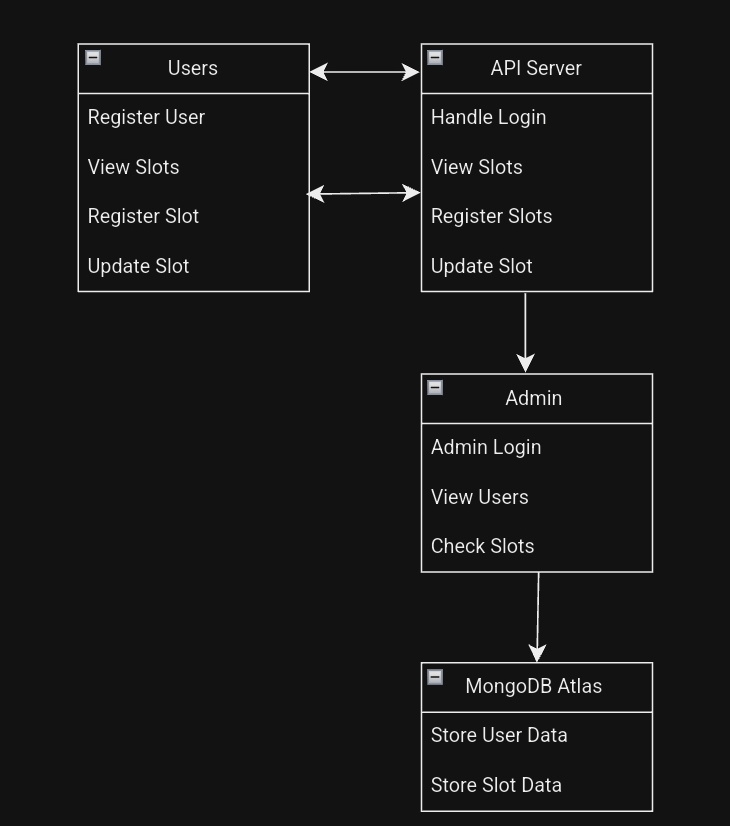 Users
Register User
View Slots
Register Slot
Update Slot
API Server
Handle Login
View Slots
Register Slots
Update Slot
Admin
Admin Login
View Users
Check Slots
MongoDB Atlas
Store User Data
Store Slot Data